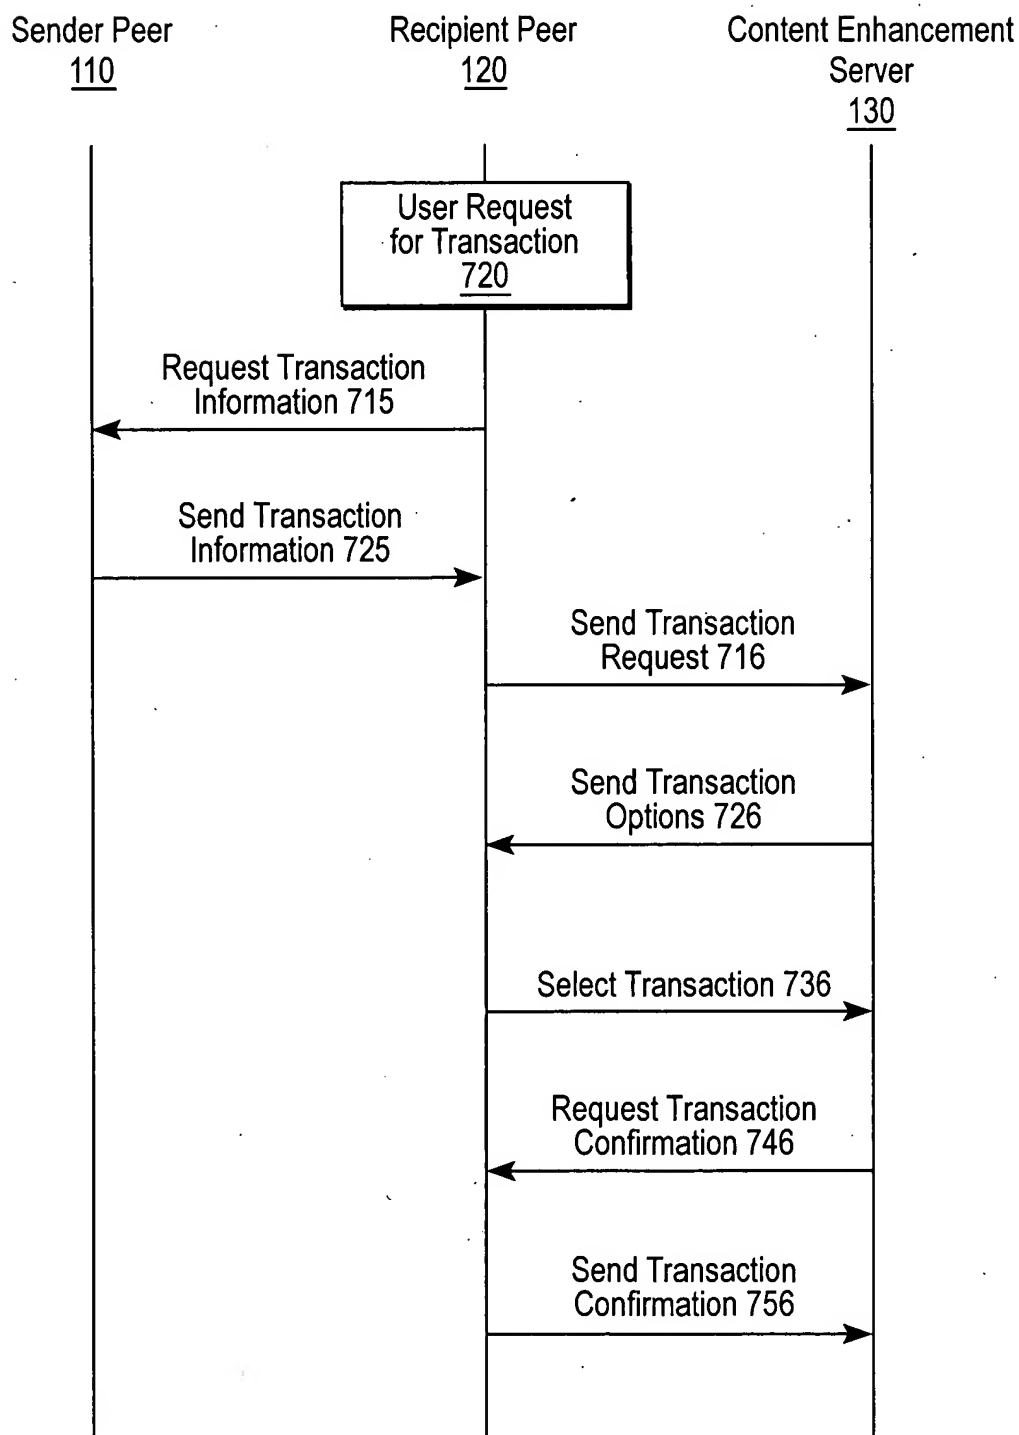 Sender Peer
110
Recipient Peer
120
Content Enhancement
Server
130
User Request
for Transaction
720
Request Transaction
Information 715
Send Transaction
Information 725
Send Transaction
Request 716
Send Transaction
Options 726
Select Transaction 736
Request Transaction
Confirmation 746
Send Transaction
Confirmation 756